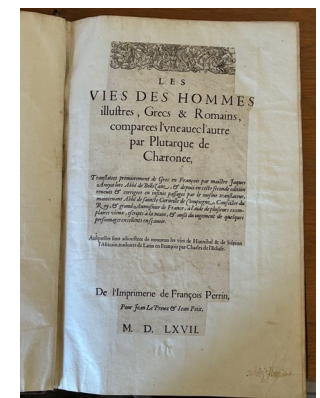 LES
VIES DES HOMMES
illuſtres, Grecs & Romains,
comparees l'vne auec l'autre
par Plutarque de
Chæronee,
Tranſlatees premierement de Grec en François par maiſtre Jaques
Amyot lors Abbé de Bellozane, & depuis en ceſte ſeconde edition
reueues & corrigees en infinis paſſages par le meſme tranſlateur,
maintenant Abbé de ſaincte Corneille de Compiegne, Conſeiller du
Roy, & grand Aumoſnier de France, à l'aide de pluſieurs exem-
plaires vieux, eſcripts à la main, & auſſi du iugement de quelques
perſonnages excellents en ſçauoir.
Auſquelles ſont adiouſtees de nouueau les vies de Hannibal & de Scipion
l'Africain, traduites de Latin en François par Charles de l'Eſcluſe.
De l'Imprimerie de François Perrin,
Pour Jean Le Preux & Jean Petit.
M. D. LXVII.